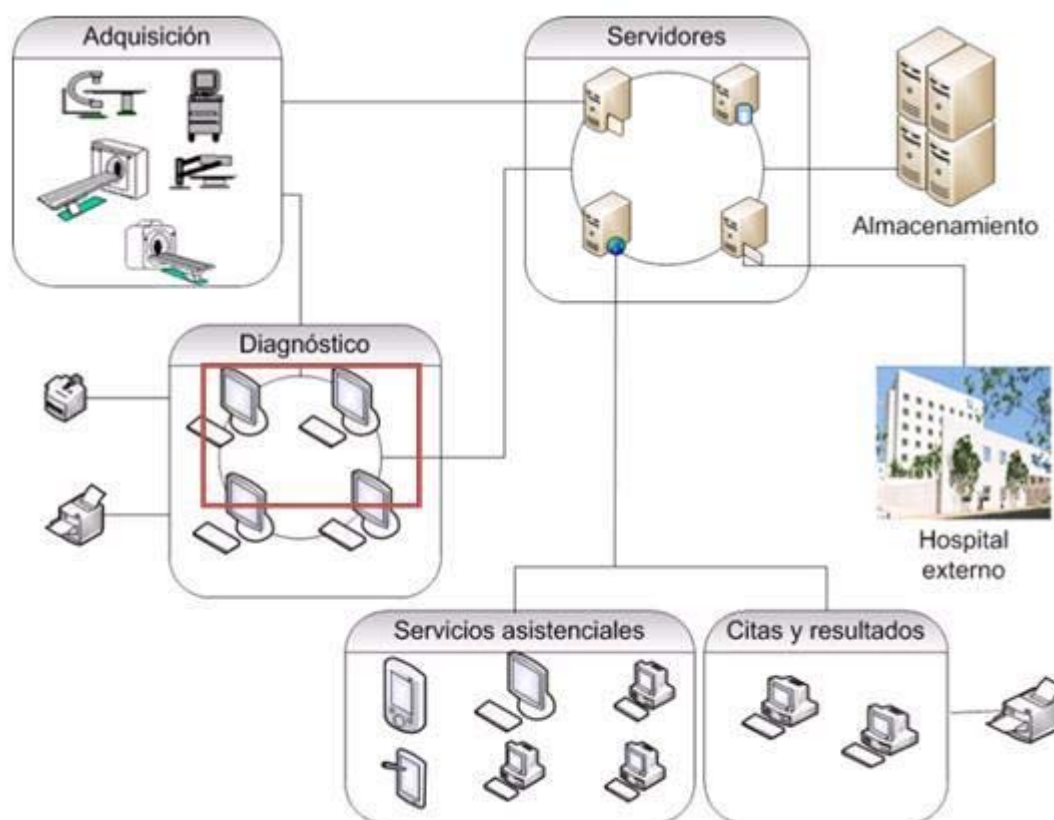 Adquisición
Servidores
Almacenamiento
Diagnóstico
Hospital
externo
Servicios asistenciales
Citas y resultados